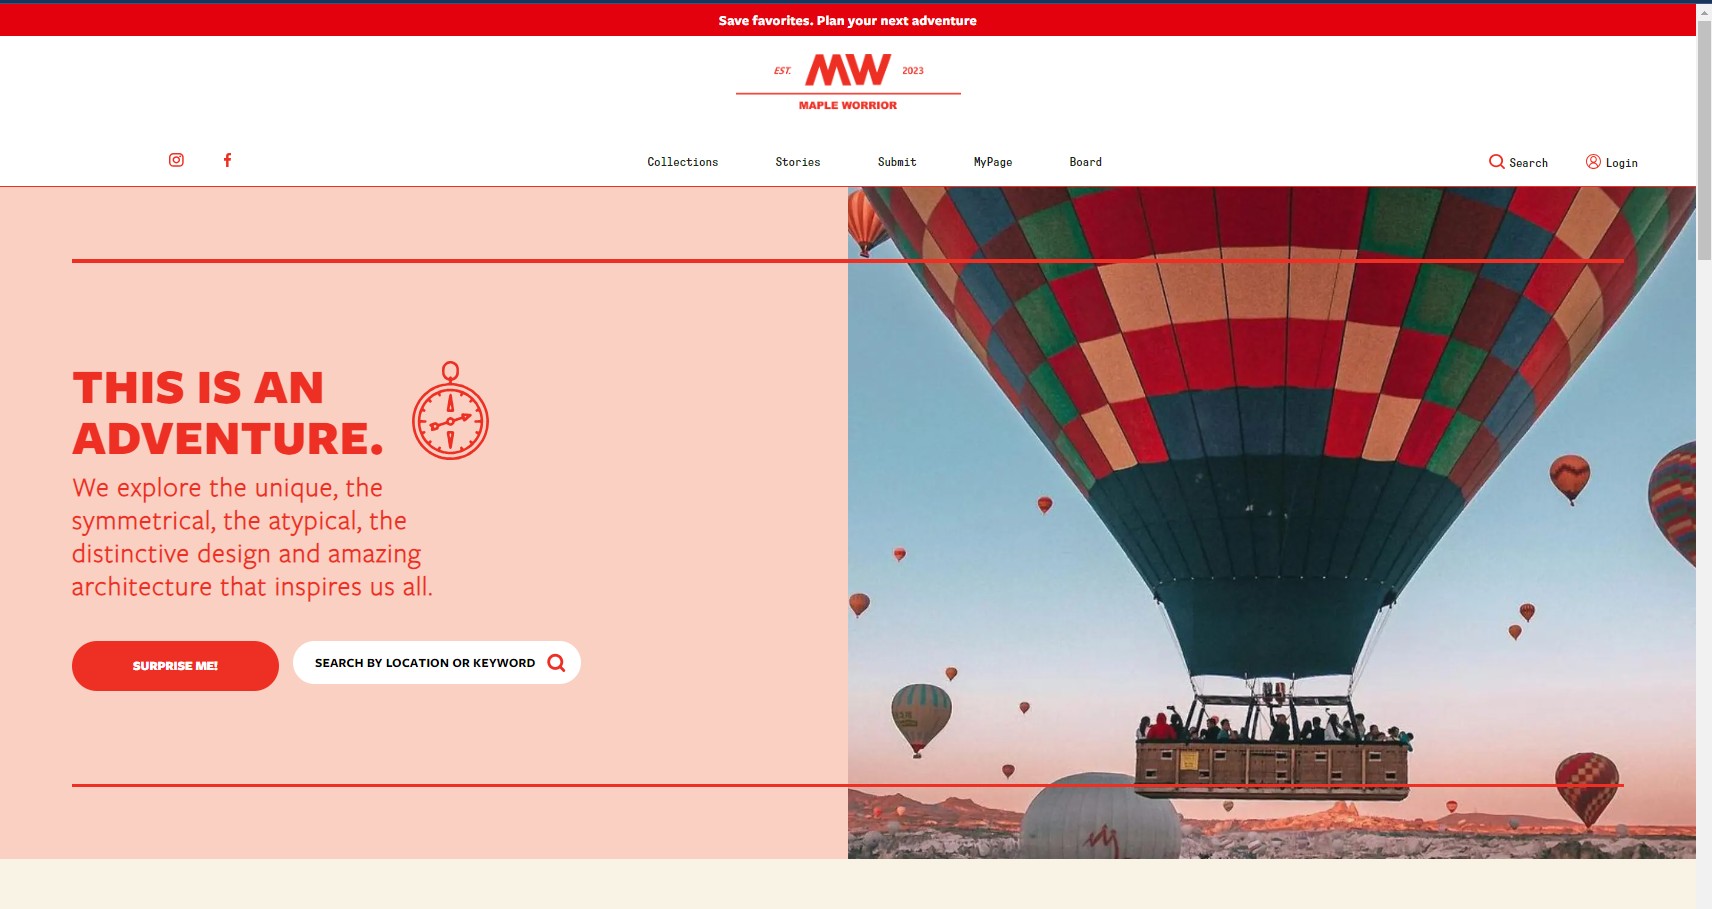 Save favorites. Plan your next adventure
EST. MW 2023
MAPLE WORRIOR
Collections Stories Submit MyPage Board Search Login
THIS IS AN
ADVENTURE.
We explore the unique, the
symmetrical, the atypical, the
distinctive design and amazing
architecture that inspires us all.
SURPRISE ME!
SEARCH BY LOCATION OR KEYWORD